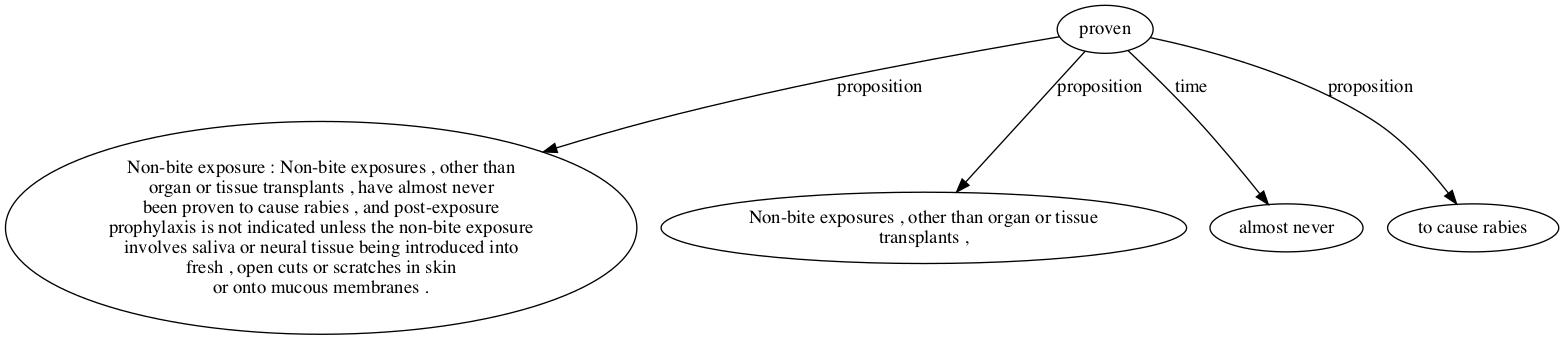 proven
proposition
proposition
time
proposition
Non-bite exposure : Non-bite exposures , other than
organ or tissue transplants , have almost never
been proven to cause rabies , and post-exposure
prophylaxis is not indicated unless the non-bite exposure
involves saliva or neural tissue being introduced into
fresh , open cuts or scratches in skin
or onto mucous membranes .
Non-bite exposures , other than organ or tissue
transplants ,
almost never
to cause rabies